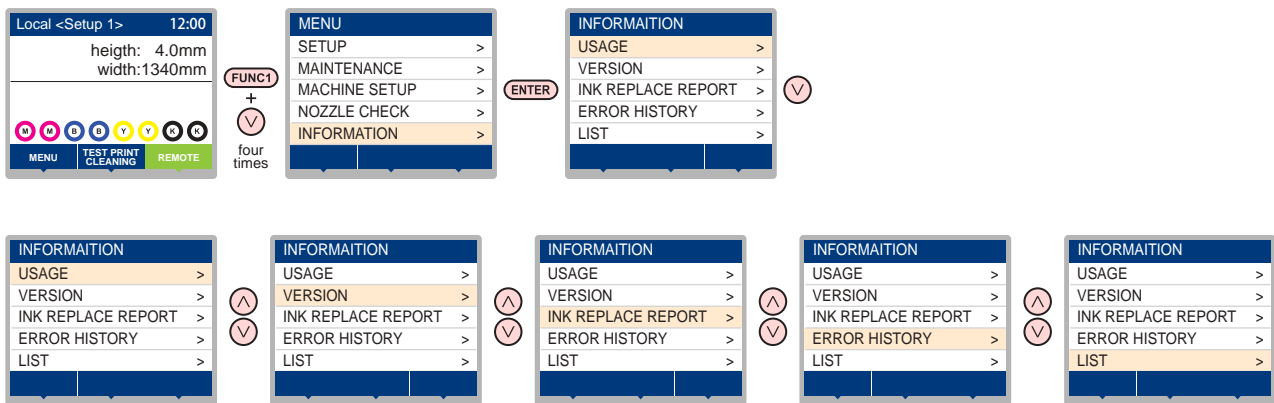 Local <Setup 1> 12:00
heigth: 4.0mm
width:1340mm
M M B B Y Y K K
MENU TEST PRINT CLEANING REMOTE
FUNC1
+
four
times
MENU
SETUP >
MAINTENANCE >
MACHINE SETUP >
NOZZLE CHECK >
INFORMATION >
ENTER
INFORMAITION
USAGE >
VERSION >
INK REPLACE REPORT >
ERROR HISTORY >
LIST >
INFORMAITION
USAGE >
VERSION >
INK REPLACE REPORT >
ERROR HISTORY >
LIST >
INFORMAITION
USAGE >
VERSION >
INK REPLACE REPORT >
ERROR HISTORY >
LIST >
INFORMAITION
USAGE >
VERSION >
INK REPLACE REPORT >
ERROR HISTORY >
LIST >
INFORMAITION
USAGE >
VERSION >
INK REPLACE REPORT >
ERROR HISTORY >
LIST >
INFORMAITION
USAGE >
VERSION >
INK REPLACE REPORT >
ERROR HISTORY >
LIST >